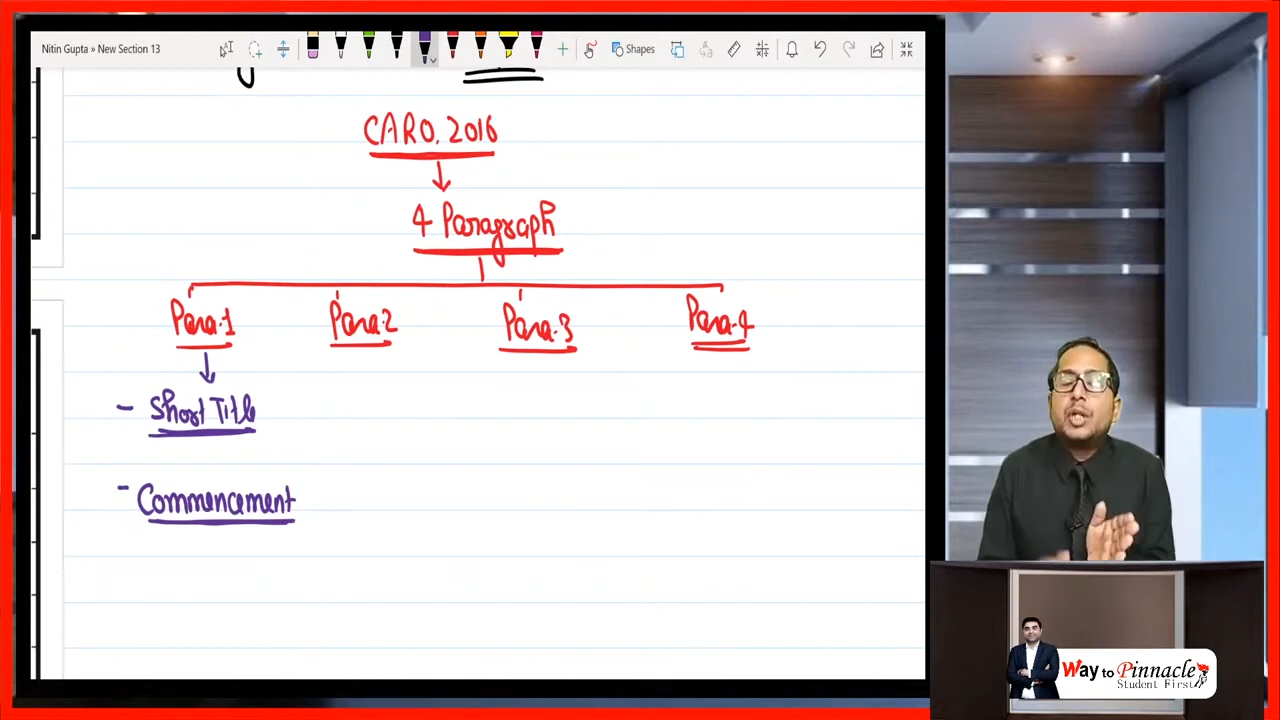 Nitin Gupta » New Section 13
Shapes
CARO. 2016
4 Paragraph
Para.1 Para.2 Para.3 Para.4
- Short Title
- Commencement
Way to Pinnacle
Student First